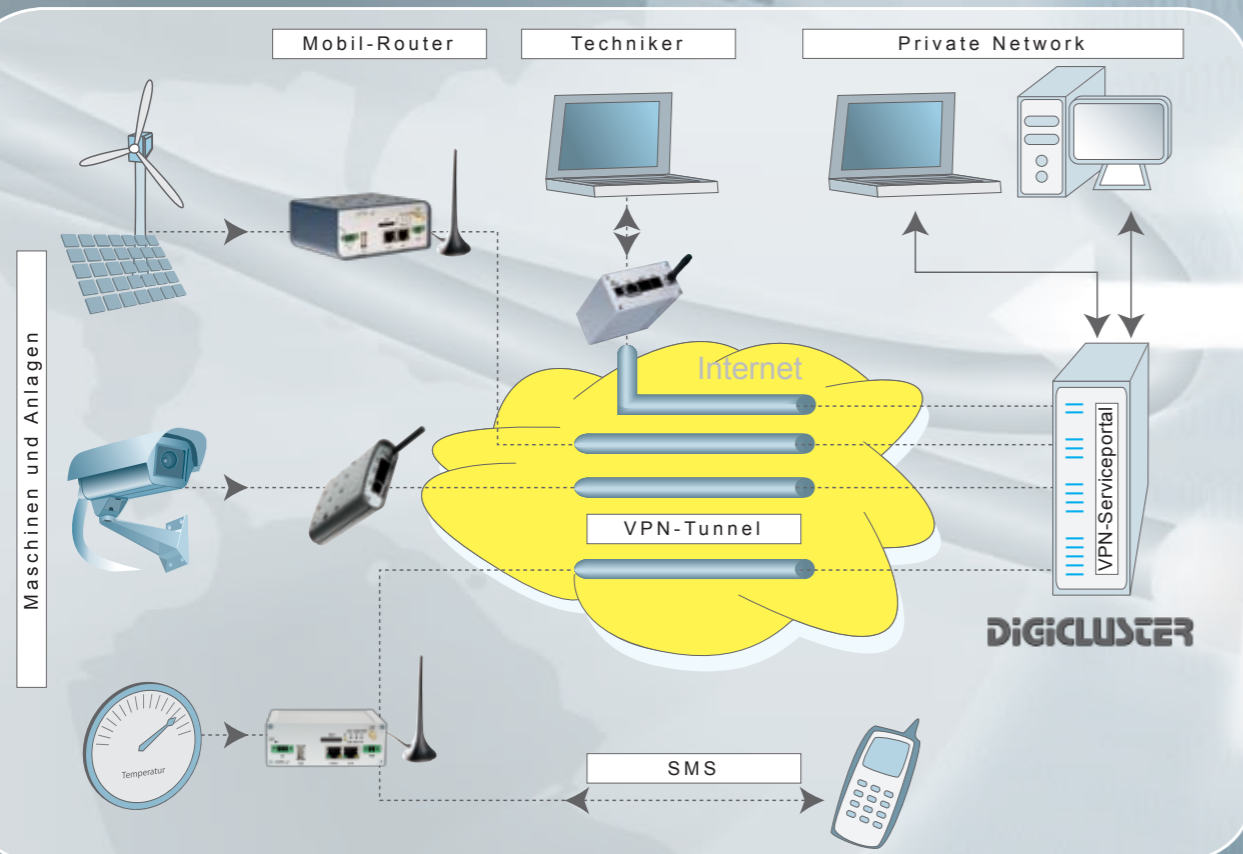 Mobil-Router
Techniker
Private Network
Maschinen und Anlagen
Internet
VPN-Tunnel
VPN-Serviceportal
DiGiCLUSTER
Temperatur
SMS